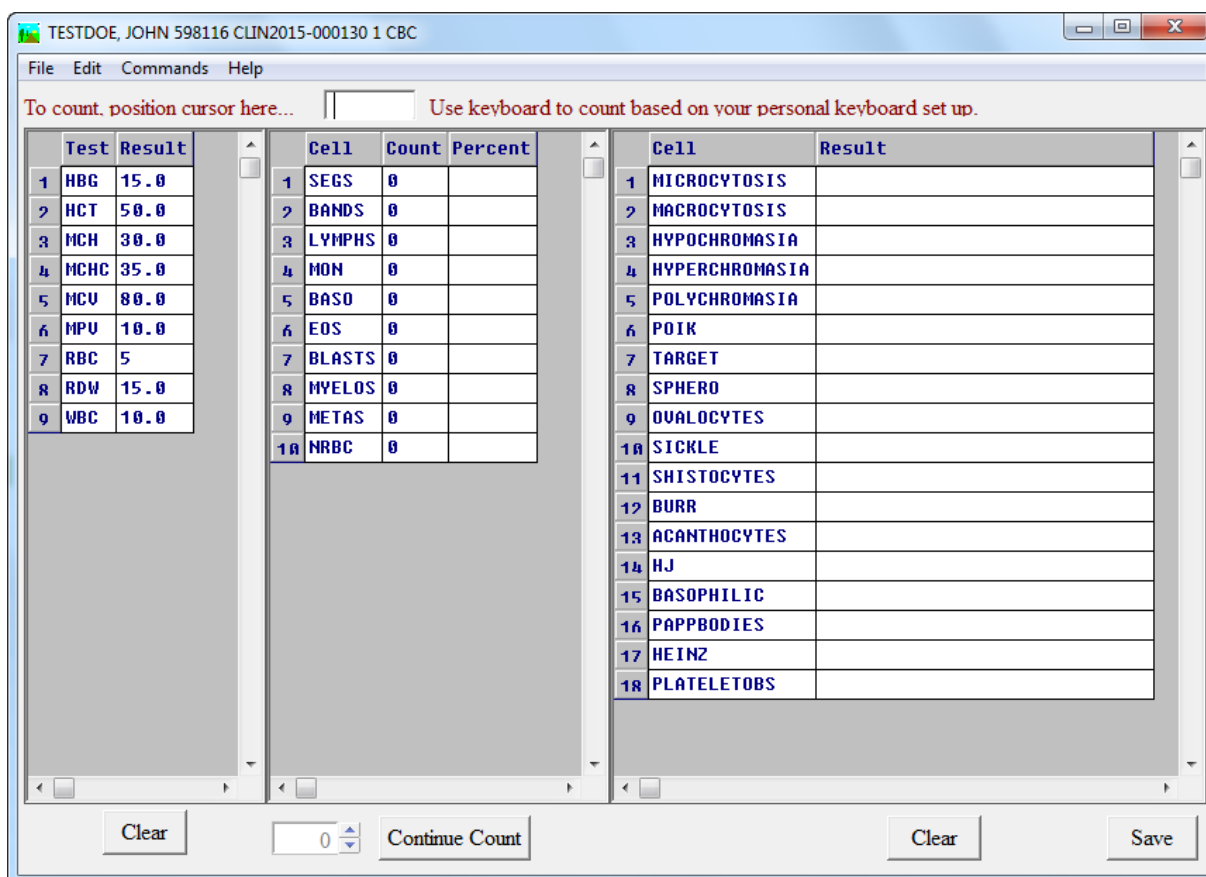 TESTDOE, JOHN 598116 CLIN2015-000130 1 CBC
File Edit Commands Help
To count, position cursor here... Use keyboard to count based on your personal keyboard set up.
Test Result
1 HBG 15.0
2 HCT 50.0
3 MCH 30.0
4 MCHC 35.0
5 MCV 80.0
6 MPV 10.0
7 RBC 5
8 RDW 15.0
9 WBC 10.0
Cell Count Percent
1 SEGS 0
2 BANDS 0
3 LYMPHS 0
4 MON 0
5 BASO 0
6 EOS 0
7 BLASTS 0
8 MYELOS 0
9 METAS 0
10 NRBC 0
Cell Result
1 MICROCYTOSIS
2 MACROCYTOSIS
3 HYPOCHROMASIA
4 HYPERCHROMASIA
5 POLYCHROMASIA
6 POIK
7 TARGET
8 SPHERO
9 OVALOCYTES
10 SICKLE
11 SHISTOCYTES
12 BURR
13 ACANTHOCYTES
14 HJ
15 BASOPHILIC
16 PAPPBODIES
17 HEINZ
18 PLATELETOBS
Clear 0 Continue Count Clear Save